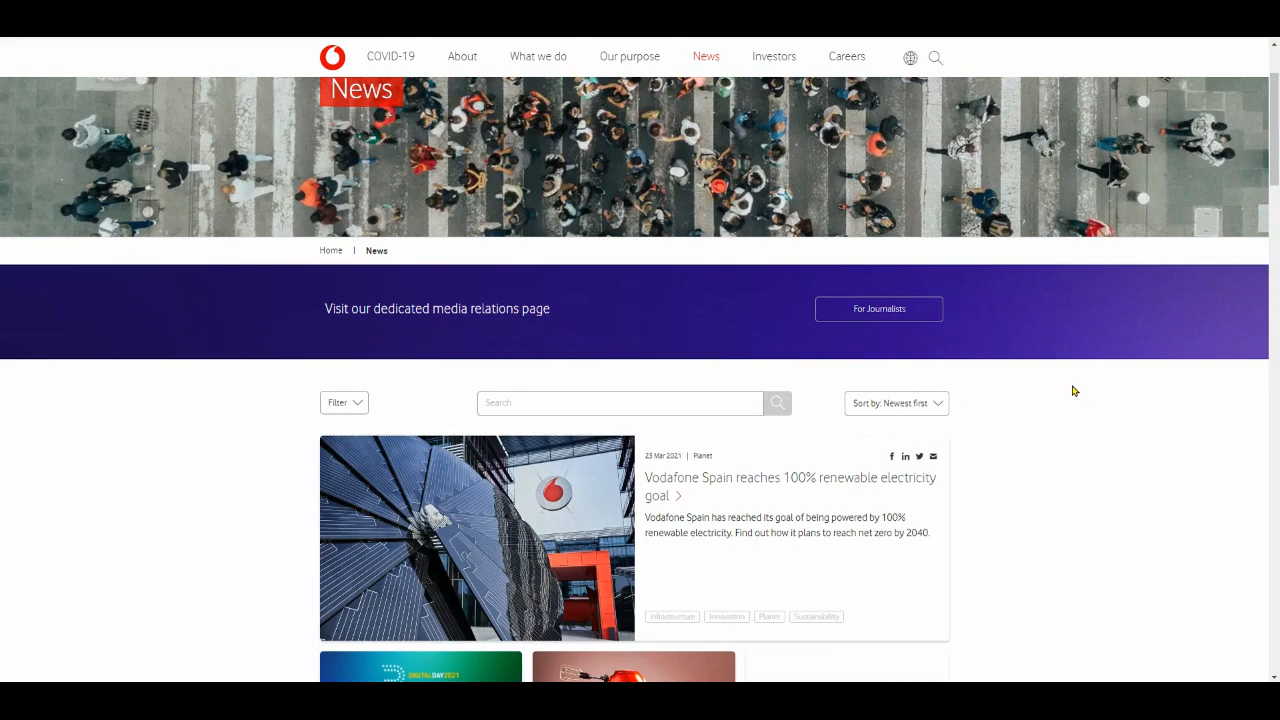 COVID-19 About What we do Our purpose News Investors Careers
News
Home | News
Visit our dedicated media relations page
For Journalists
Filter
Search
Sort by: Newest first
23 Mar 2021 | Planet
Vodafone Spain reaches 100% renewable electricity
goal
Vodafone Spain has reached its goal of being powered by 100%
renewable electricity. Find out how it plans to reach net zero by 2040.
Infrastructure Innovation Planet Sustainability
DIGITALDAY2021